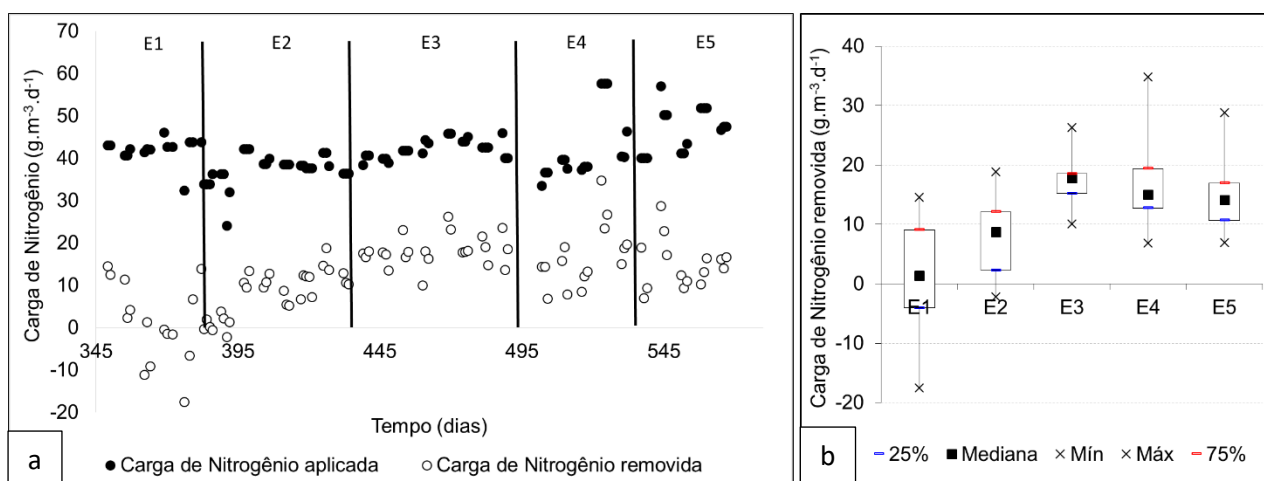 Carga de Nitrogênio (g.m⁻³.d⁻¹)
70
60
50
40
30
20
10
0
-10
-20
E1
E2
E3
E4
E5
345
395
445
495
545
Tempo (dias)
a
● Carga de Nitrogênio aplicada ○ Carga de Nitrogênio removida
Carga de Nitrogênio removida (g.m⁻³.d⁻¹)
40
30
20
10
0
-10
-20
E1
E2
E3
E4
E5
b
25% ■ Mediana × Mín × Máx 75%